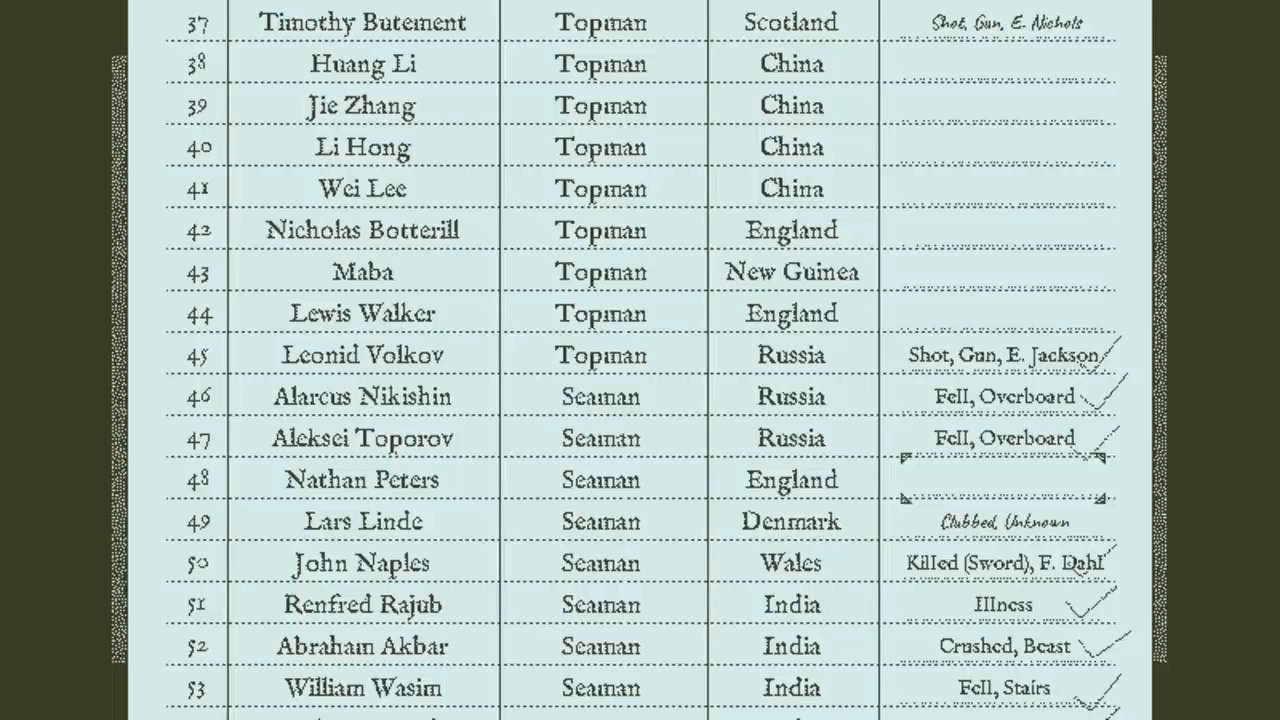 37 Timothy Butement Topman Scotland Shot, Gun, E. Nichols
38 Huang Li Topman China
39 Jie Zhang Topman China
40 Li Hong Topman China
41 Wei Lee Topman China
42 Nicholas Botterill Topman England
43 Maba Topman New Guinea
44 Lewis Walker Topman England
45 Leonid Volkov Topman Russia Shot, Gun, E. Jackson
46 Alarcus Nikishin Seaman Russia Fell, Overboard
47 Aleksei Toporov Seaman Russia Fell, Overboard
48 Nathan Peters Seaman England
49 Lars Linde Seaman Denmark Clubbed, Unknown
50 John Naples Seaman Wales Killed (Sword), F. Dahl
51 Renfred Rajub Seaman India Illness
52 Abraham Akbar Seaman India Crushed, Beast
53 William Wasim Seaman India Fell, Stairs